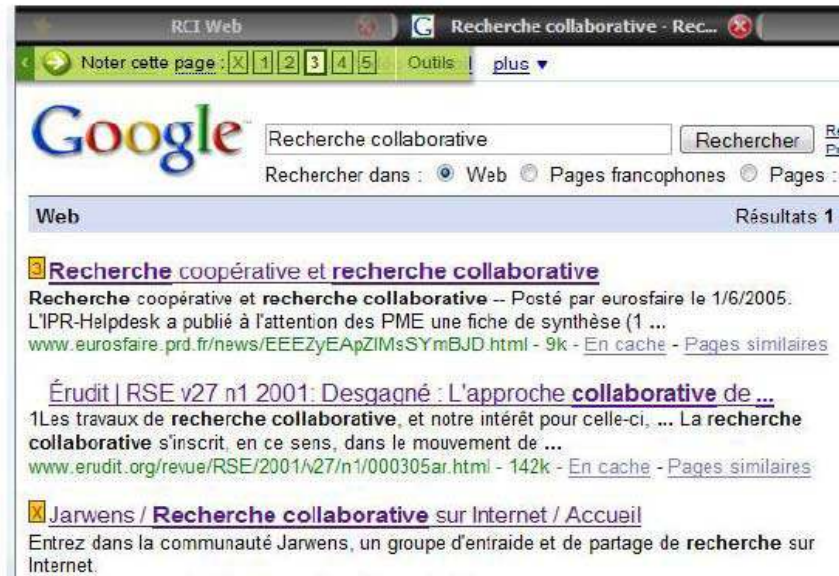 RCI Web Recherche collaborative - Rec...
Noter cette page : X 1 2 3 4 5 Outils plus ▼
Google Recherche collaborative Rechercher
Rechercher dans : Web Pages francophones Pages :
Web Résultats 1
3 Recherche coopérative et recherche collaborative
Recherche coopérative et recherche collaborative -- Posté par eurosfaire le 1/6/2005.
L'IPR-Helpdesk a publié à l'attention des PME une fiche de synthèse (1 ...
www.eurosfaire.prd.fr/news/EEEZyEApZlMsSYmBJD.html - 9k - En cache - Pages similaires
Érudit | RSE v27 n1 2001: Desgagné : L'approche collaborative de ...
1Les travaux de recherche collaborative, et notre intérêt pour celle-ci, ... La recherche
collaborative s'inscrit, en ce sens, dans le mouvement de ...
www.erudit.org/revue/RSE/2001/v27/n1/000305ar.html - 142k - En cache - Pages similaires
X Jarwens / Recherche collaborative sur Internet / Accueil
Entrez dans la communauté Jarwens, un groupe d'entraide et de partage de recherche sur
Internet.